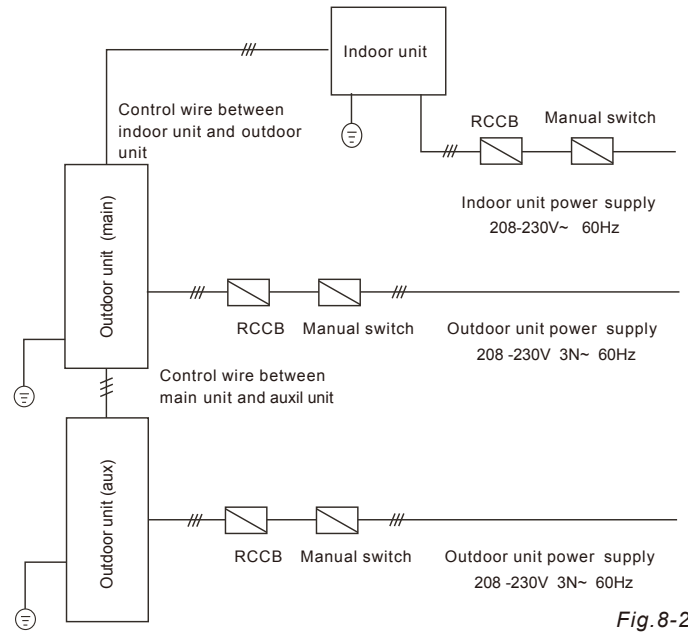 Indoor unit
Control wire between
indoor unit and outdoor
unit
RCCB
Manual switch
Indoor unit power supply
208-230V~ 60Hz
Outdoor unit (main)
RCCB
Manual switch
Outdoor unit power supply
208 -230V 3N~ 60Hz
Control wire between
main unit and auxil unit
Outdoor unit (aux)
RCCB
Manual switch
Outdoor unit power supply
208 -230V 3N~ 60Hz
Fig.8-2